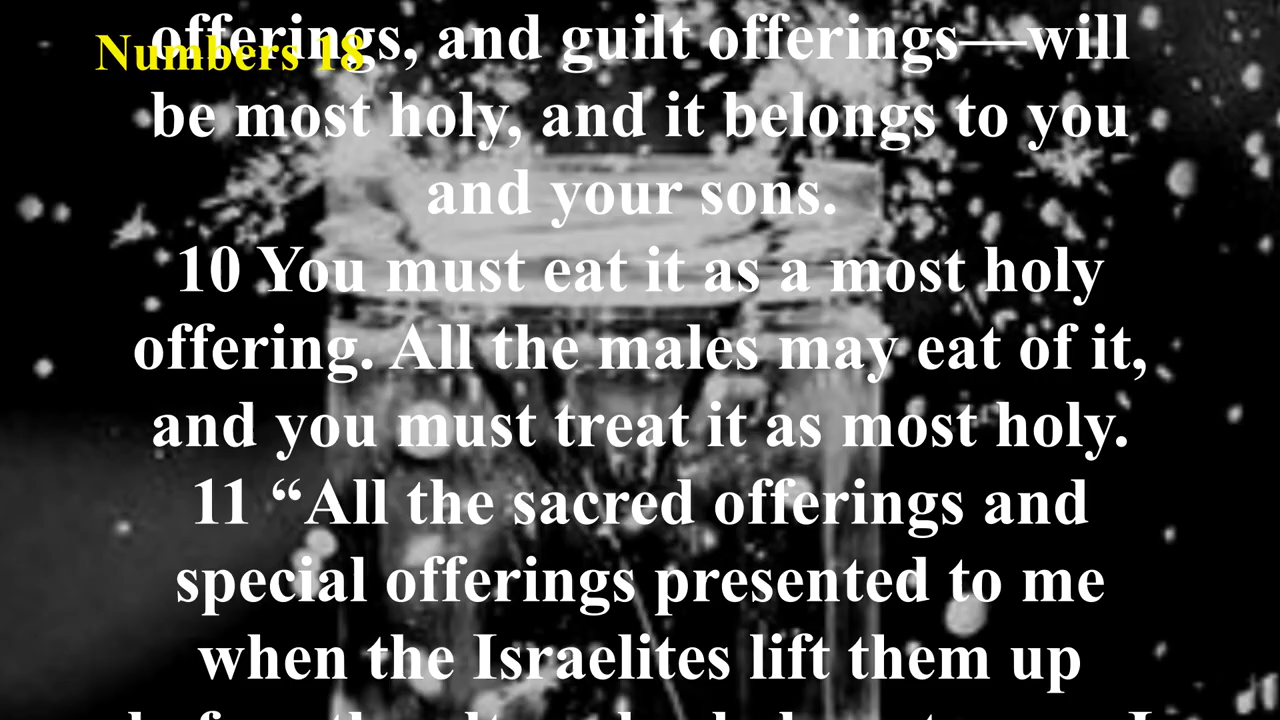 Numbers 18
offerings, and guilt offerings—will
be most holy, and it belongs to you
and your sons.
10 You must eat it as a most holy
offering. All the males may eat of it,
and you must treat it as most holy.
11 “All the sacred offerings and
special offerings presented to me
when the Israelites lift them up